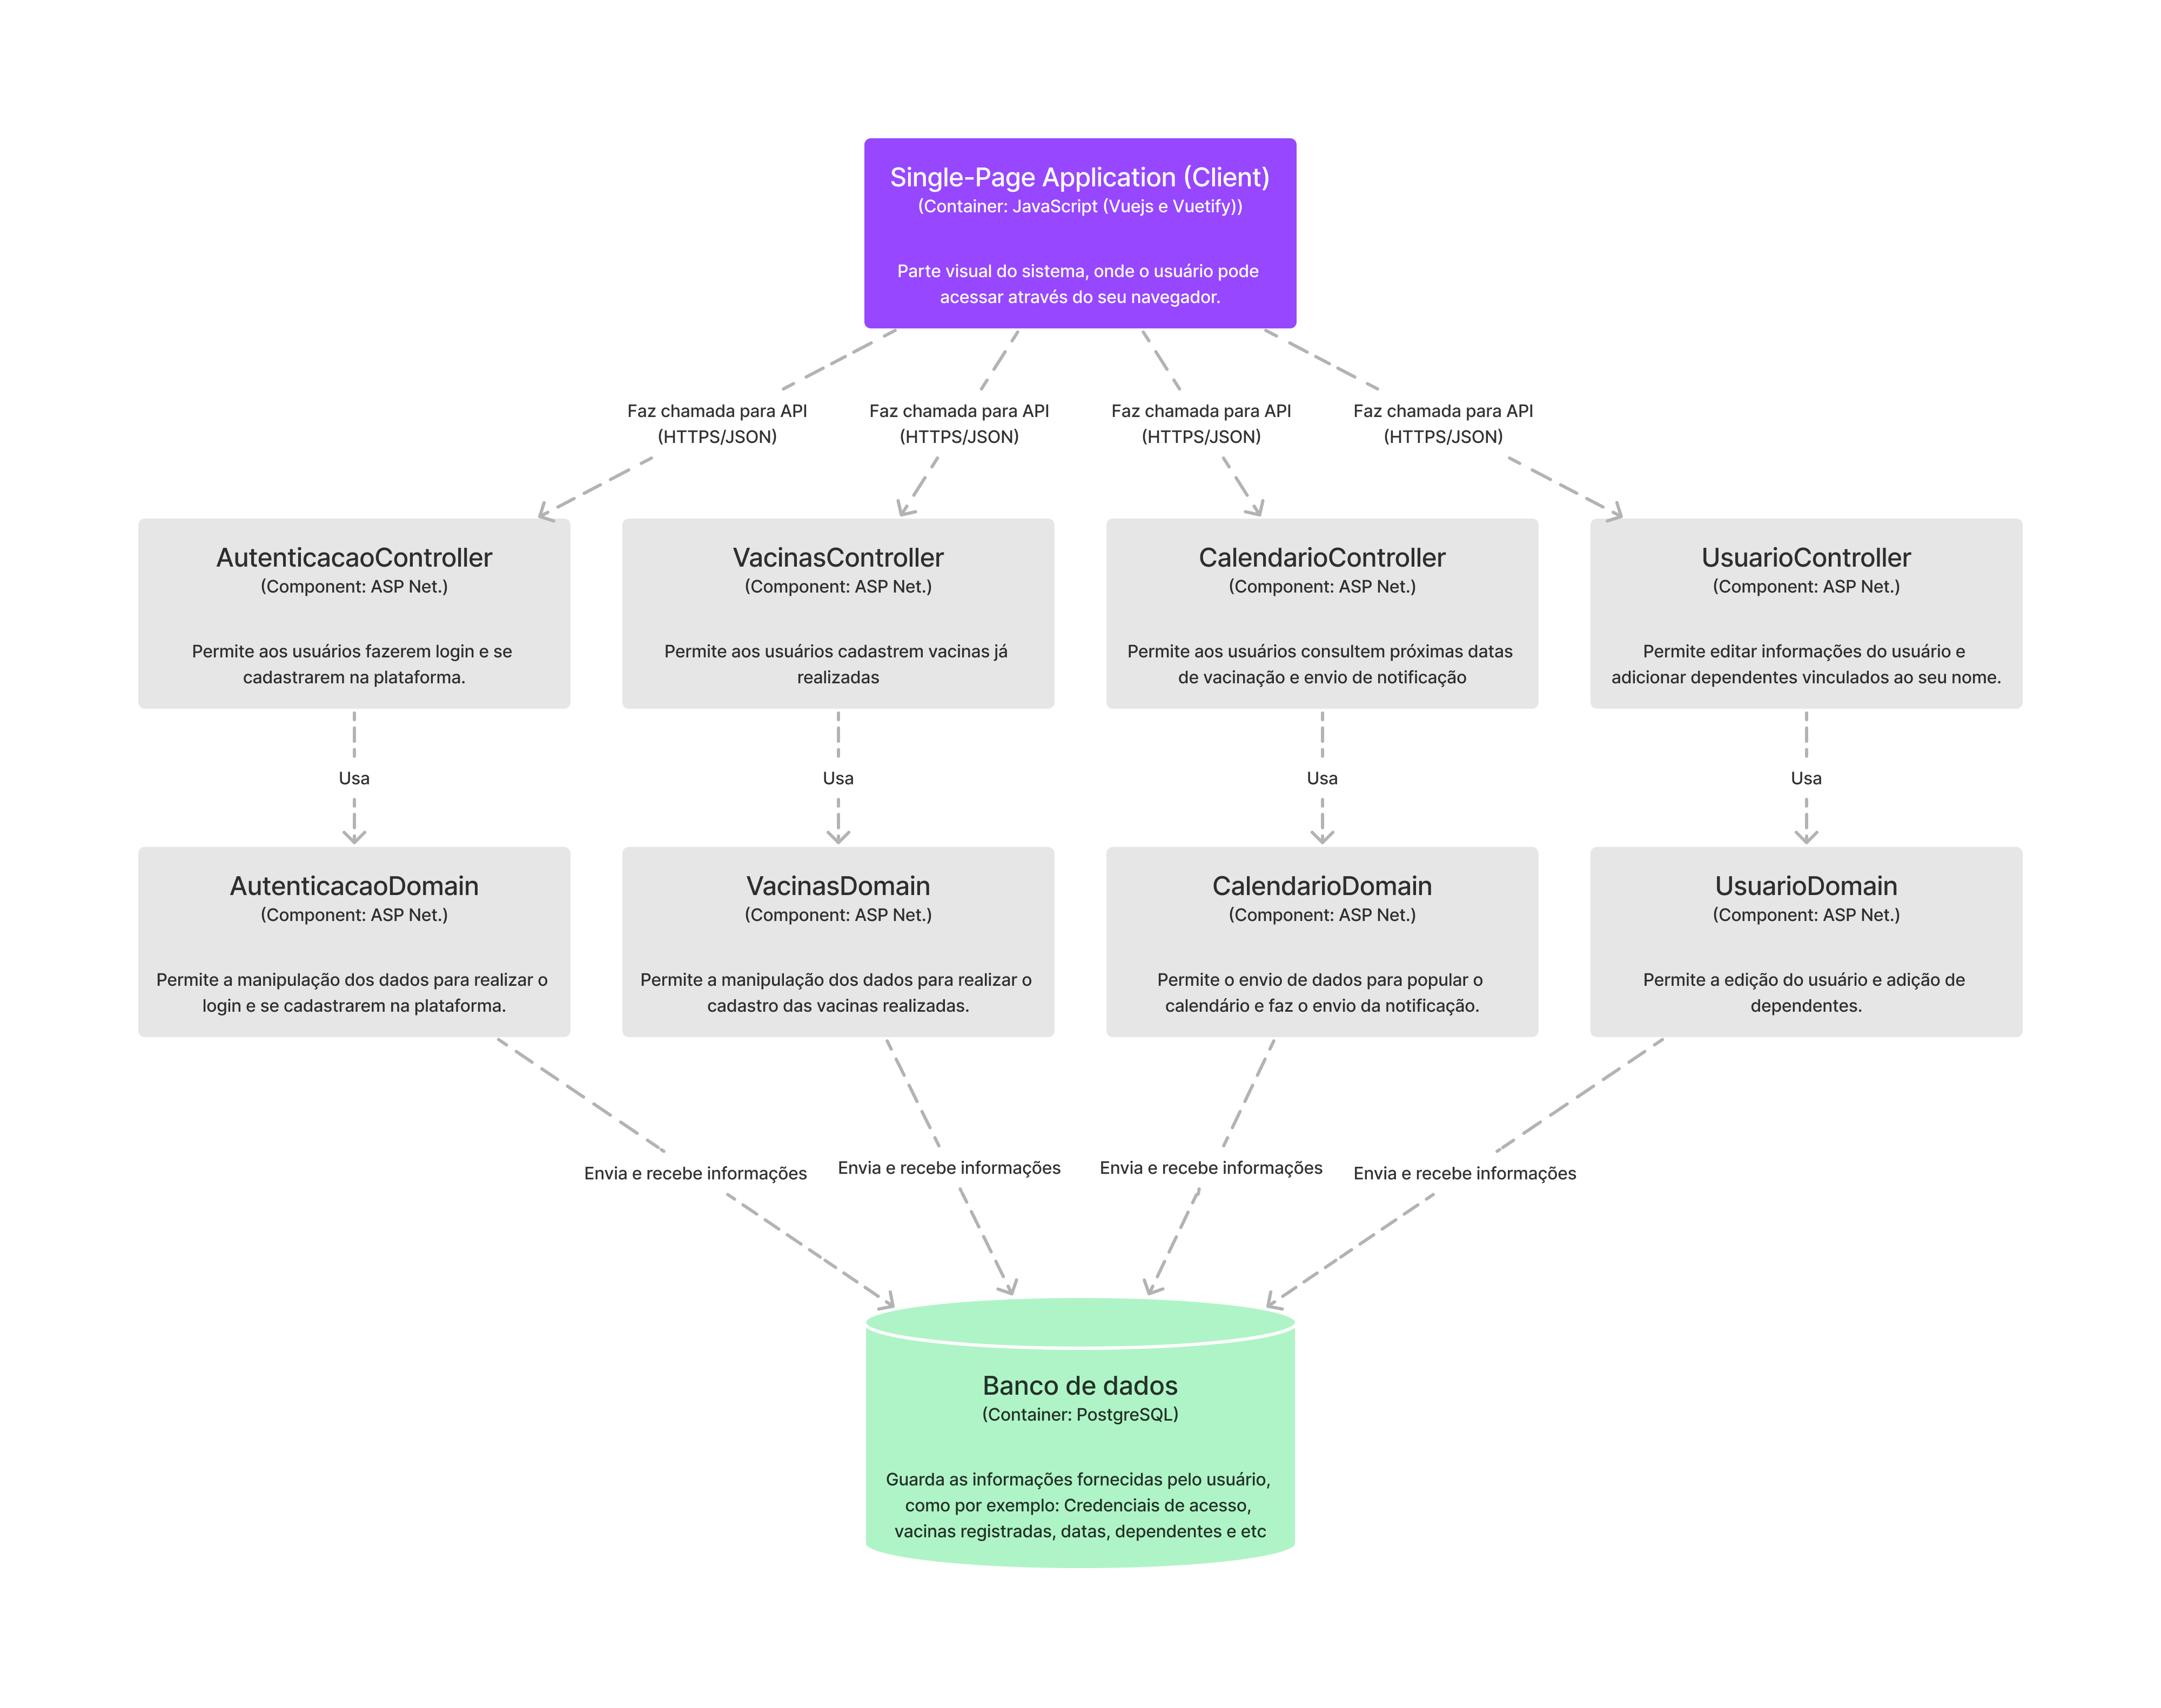 Single-Page Application (Client)
(Container: JavaScript (Vuejs e Vuetify))
Parte visual do sistema, onde o usuário pode
acessar através do seu navegador.
Faz chamada para API
(HTTPS/JSON)
Faz chamada para API
(HTTPS/JSON)
Faz chamada para API
(HTTPS/JSON)
Faz chamada para API
(HTTPS/JSON)
AutenticacaoController
(Component: ASP Net.)
Permite aos usuários fazerem login e se
cadastrarem na plataforma.
VacinasController
(Component: ASP Net.)
Permite aos usuários cadastrem vacinas já
realizadas
CalendarioController
(Component: ASP Net.)
Permite aos usuários consultem próximas datas
de vacinação e envio de notificação
UsuarioController
(Component: ASP Net.)
Permite editar informações do usuário e
adicionar dependentes vinculados ao seu nome.
Usa
Usa
Usa
Usa
AutenticacaoDomain
(Component: ASP Net.)
Permite a manipulação dos dados para realizar o
login e se cadastrarem na plataforma.
VacinasDomain
(Component: ASP Net.)
Permite a manipulação dos dados para realizar o
cadastro das vacinas realizadas.
CalendarioDomain
(Component: ASP Net.)
Permite o envio de dados para popular o
calendário e faz o envio da notificação.
UsuarioDomain
(Component: ASP Net.)
Permite a edição do usuário e adição de
dependentes.
Envia e recebe informações
Envia e recebe informações
Envia e recebe informações
Envia e recebe informações
Banco de dados
(Container: PostgreSQL)
Guarda as informações fornecidas pelo usuário,
como por exemplo: Credenciais de acesso,
vacinas registradas, datas, dependentes e etc